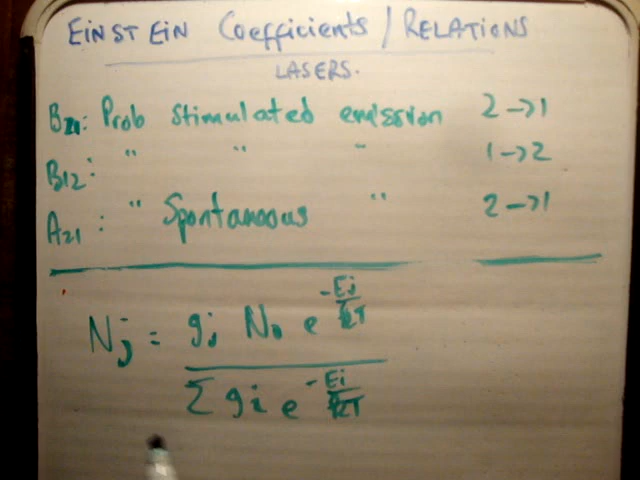 EINSTEIN Coefficients / RELATIONS
LASERS.
B21: Prob Stimulated emission 2→1
B12: " " " 1→2
A21: " Spontaneous " 2→1
Nj = gj N0 e^-Ej/kT
Σ gi e^-Ei/kT